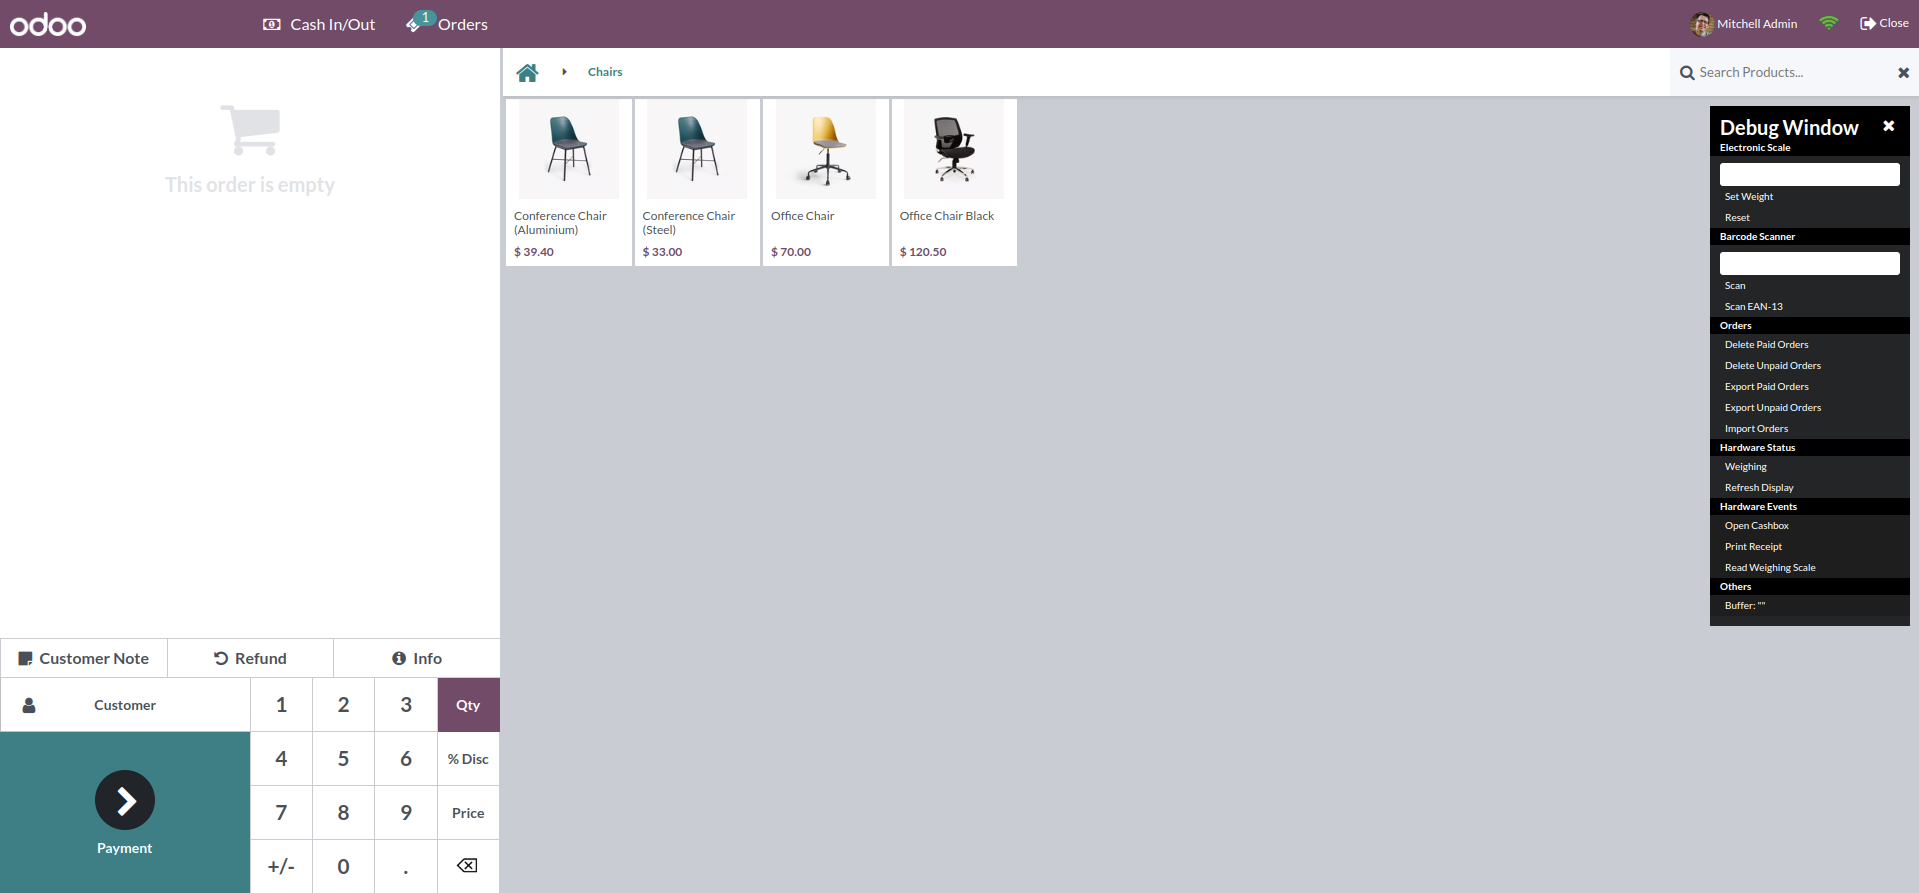 odoo
Cash In/Out
1
Orders
Mitchell Admin
Close
This order is empty
Chairs
Search Products...
Conference Chair
(Aluminium)
$ 39.40
Conference Chair
(Steel)
$ 33.00
Office Chair
$ 70.00
Office Chair Black
$ 120.50
Debug Window
Electronic Scale
Set Weight
Reset
Barcode Scanner
Scan
Scan EAN-13
Orders
Delete Paid Orders
Delete Unpaid Orders
Export Paid Orders
Export Unpaid Orders
Import Orders
Hardware Status
Weighing
Refresh Display
Hardware Events
Open Cashbox
Print Receipt
Read Weighing Scale
Others
Buffer: ""
Customer Note
Refund
Info
Customer
1
2
3
Qty
4
5
6
% Disc
7
8
9
Price
Payment
+/-
0
.